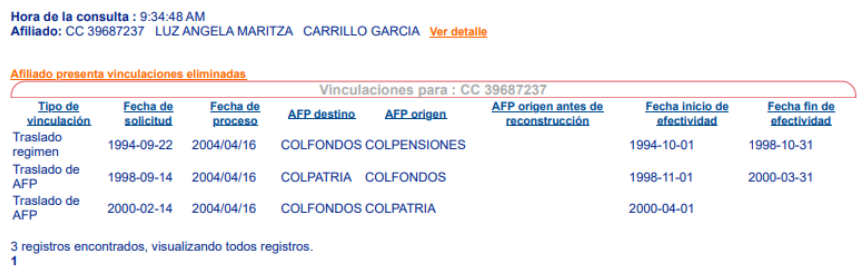 Hora de la consulta : 9:34:48 AM
Afiliado: CC 39687237 LUZ ANGELA MARITZA CARRILLO GARCIA Ver detalle
Afiliado presenta vinculaciones eliminadas
Vinculaciones para : CC 39687237
Tipo de vinculación Fecha de solicitud Fecha de proceso AFP destino AFP origen AFP origen antes de reconstrucción Fecha inicio de efectividad Fecha fin de efectividad
Traslado regimen 1994-09-22 2004/04/16 COLFONDOS COLPENSIONES 1994-10-01 1998-10-31
Traslado de AFP 1998-09-14 2004/04/16 COLPATRIA COLFONDOS 1998-11-01 2000-03-31
Traslado de AFP 2000-02-14 2004/04/16 COLFONDOS COLPATRIA 2000-04-01
3 registros encontrados, visualizando todos registros.
1